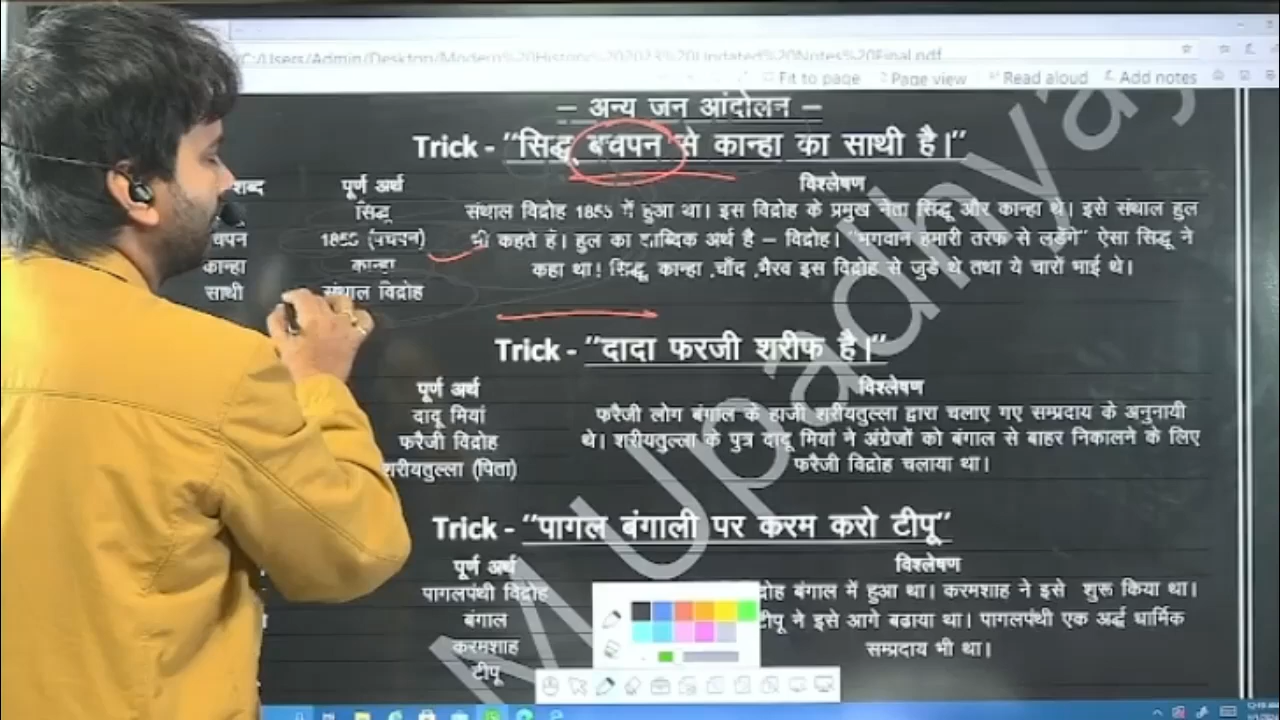 C:/Users/Admin/Desktop/Modern%20History%202023%20Updated%20Notes%20Final.pdf
Fit to page Page view Read aloud Add notes
– अन्य जन आंदोलन –
Trick - "सिद्धू बचपन से कान्हा का साथी है।"
शब्द पूर्ण अर्थ विश्लेषण
सिद्धू संथाल विद्रोह 1855 में हुआ था। इस विद्रोह के प्रमुख नेता सिद्धू और कान्हा थे। इसे संथाल हुल
चपन 1855 (पचपन) भी कहते हैं। हुल का शाब्दिक अर्थ है – विद्रोह। "भगवान हमारी तरफ से लड़ेंगे" ऐसा सिद्धू ने
कान्हा कान्हा कहा था! सिद्धू, कान्हा ,चाँद ,भैरव इस विद्रोह से जुड़े थे तथा ये चारों भाई थे।
साथी संथाल विद्रोह
Trick - "दादा फरजी शरीफ है।"
पूर्ण अर्थ विश्लेषण
दादू मियां फरैजी लोग बंगाल के हाजी शरीयतुल्ला द्वारा चलाए गए सम्प्रदाय के अनुनायी
फरैजी विद्रोह थे। शरीयतुल्ला के पुत्र दादू मियां ने अंग्रेजों को बंगाल से बाहर निकालने के लिए
शरीयतुल्ला (पिता) फरैजी विद्रोह चलाया था।
Trick - "पागल बंगाली पर करम करो टीपू"
पूर्ण अर्थ विश्लेषण
पागलपंथी विद्रोह द्रोह बंगाल में हुआ था। करमशाह ने इसे शुरू किया था।
बंगाल टीपू ने इसे आगे बढाया था। पागलपंथी एक अर्द्ध धार्मिक
करमशाह सम्प्रदाय भी था।
टीपू
M Upadhyay